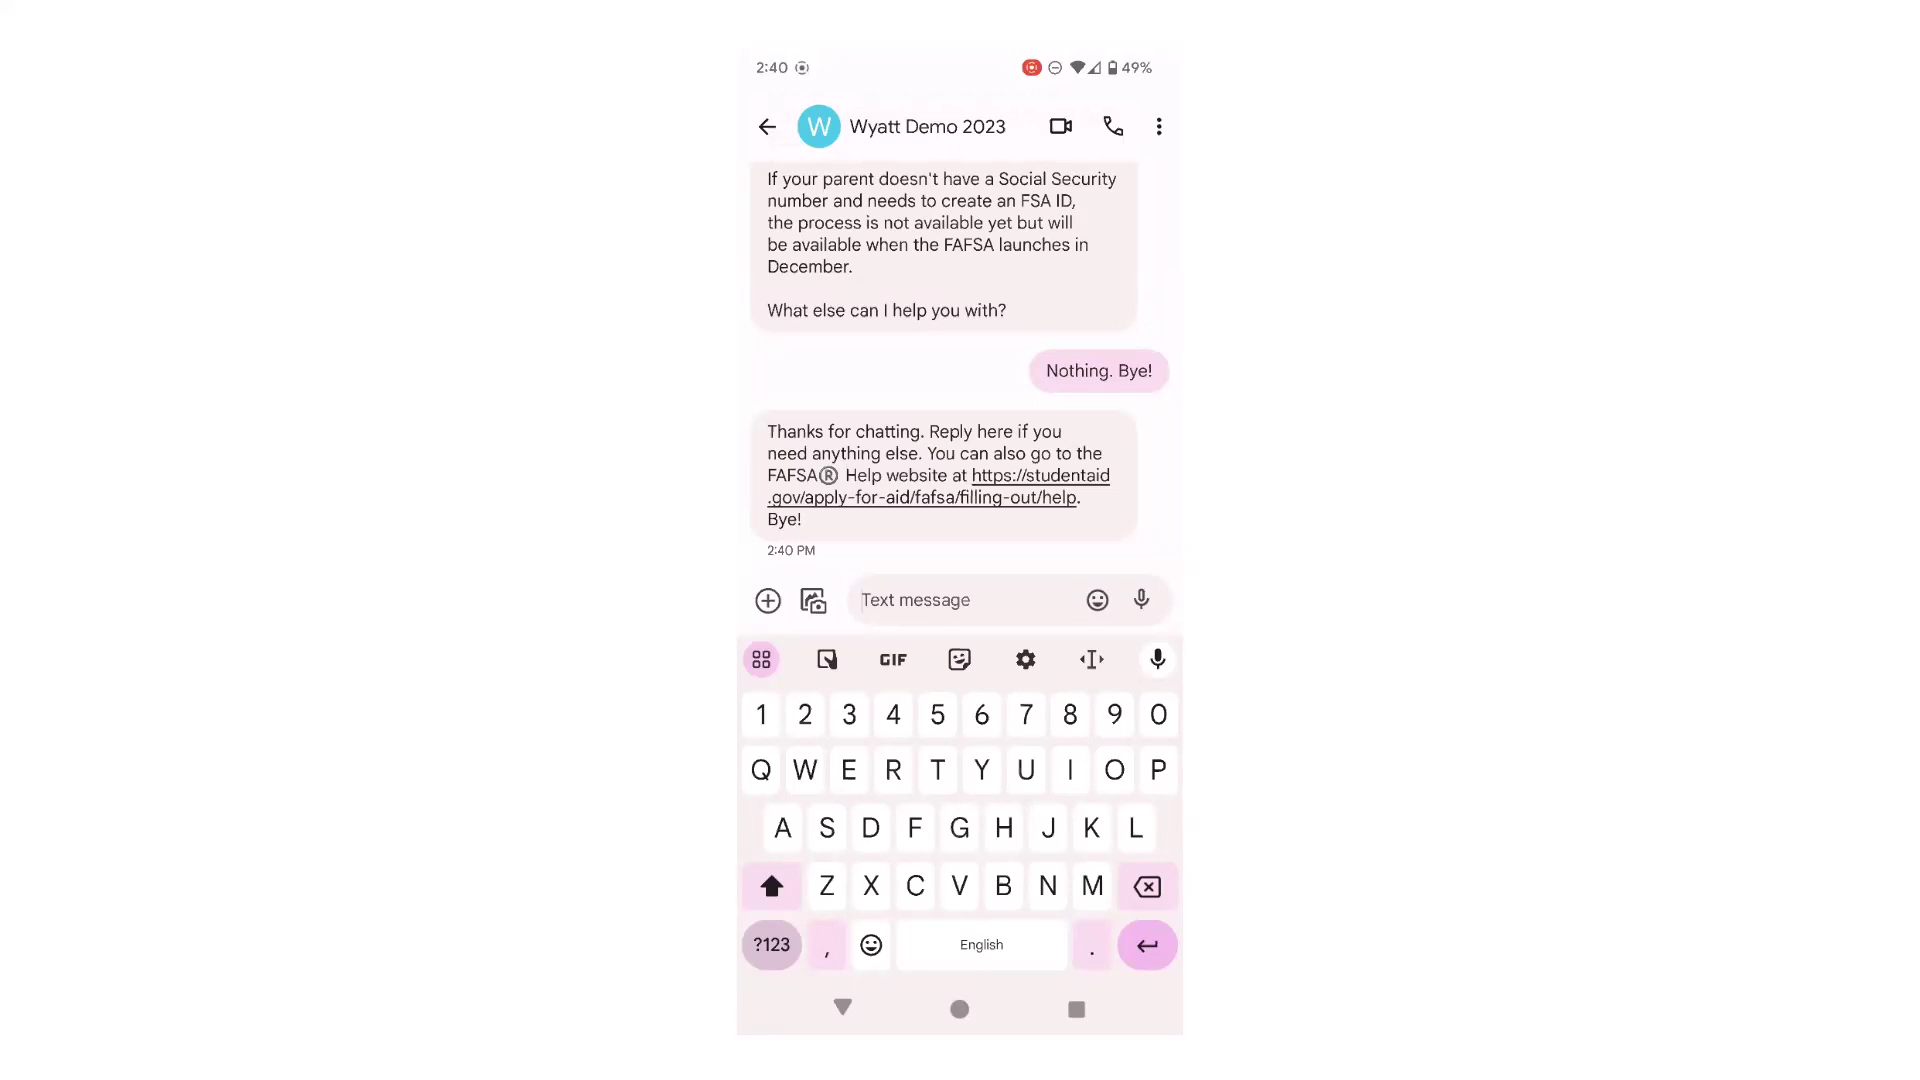 2:40
49%
W
Wyatt Demo 2023
If your parent doesn't have a Social Security
number and needs to create an FSA ID,
the process is not available yet but will
be available when the FAFSA launches in
December.
What else can I help you with?
Nothing. Bye!
Thanks for chatting. Reply here if you
need anything else. You can also go to the
FAFSA® Help website at https://studentaid
.gov/apply-for-aid/fafsa/filling-out/help.
Bye!
2:40 PM
Text message
GIF
1 2 3 4 5 6 7 8 9 0
Q W E R T Y U I O P
A S D F G H J K L
Z X C V B N M
?123 , English .